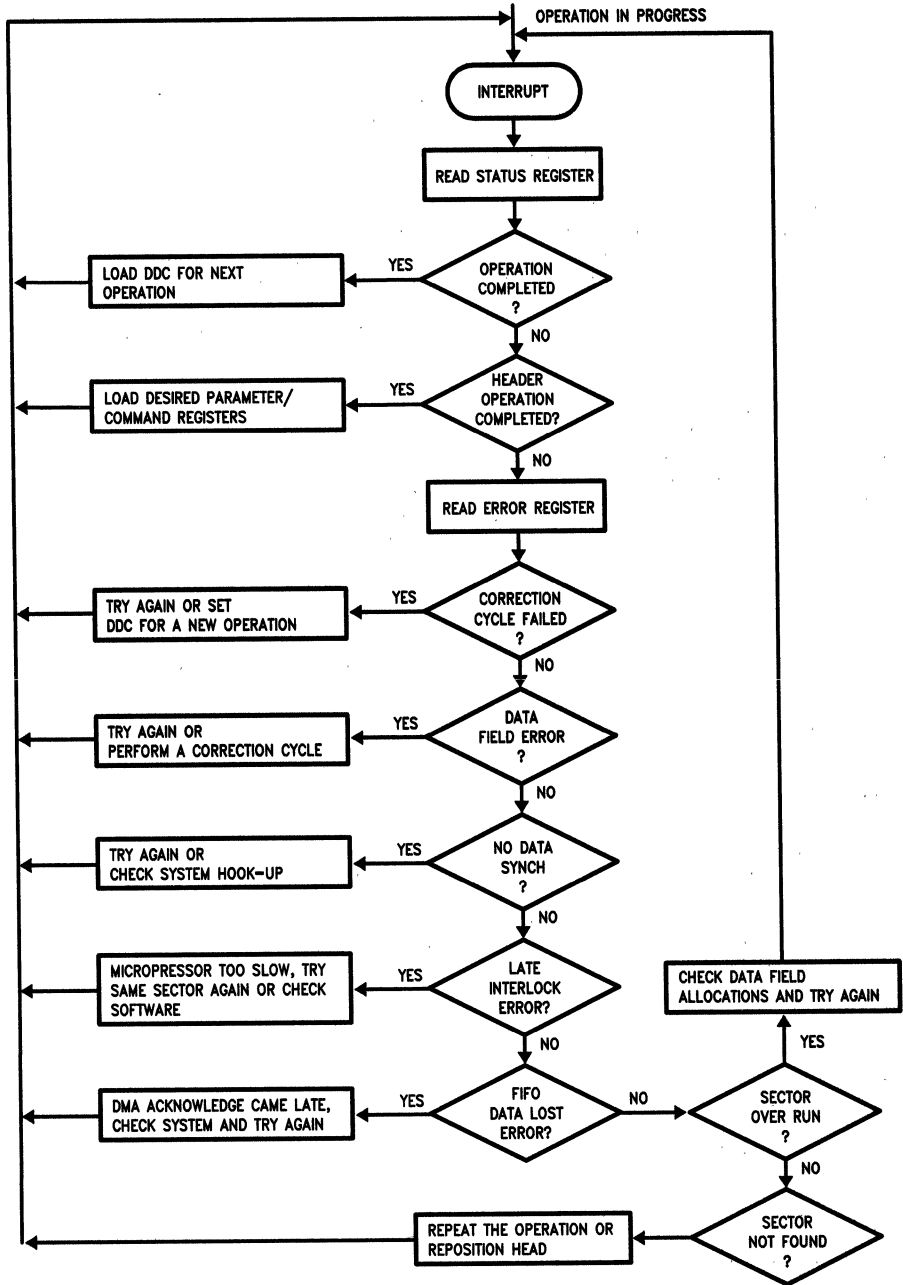 OPERATION IN PROGRESS
INTERRUPT
READ STATUS REGISTER
OPERATION
COMPLETED
?
YES
LOAD DDC FOR NEXT
OPERATION
NO
HEADER
OPERATION
COMPLETED?
YES
LOAD DESIRED PARAMETER/
COMMAND REGISTERS
NO
READ ERROR REGISTER
CORRECTION
CYCLE FAILED
?
YES
TRY AGAIN OR SET
DDC FOR A NEW OPERATION
NO
DATA
FIELD ERROR
?
YES
TRY AGAIN OR
PERFORM A CORRECTION CYCLE
NO
NO DATA
SYNCH
?
YES
TRY AGAIN OR
CHECK SYSTEM HOOK-UP
NO
LATE
INTERLOCK
ERROR?
YES
MICROPRESSOR TOO SLOW, TRY
SAME SECTOR AGAIN OR CHECK
SOFTWARE
NO
FIFO
DATA LOST
ERROR?
YES
DMA ACKNOWLEDGE CAME LATE,
CHECK SYSTEM AND TRY AGAIN
NO
SECTOR
OVER RUN
?
YES
CHECK DATA FIELD
ALLOCATIONS AND TRY AGAIN
NO
SECTOR
NOT FOUND
?
REPEAT THE OPERATION OR
REPOSITION HEAD